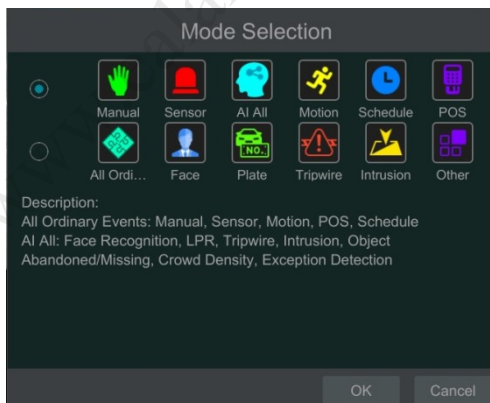 Mode Selection
Manual Sensor AI All Motion Schedule POS
NO.
All Ordi... Face Plate Tripwire Intrusion Other
Description:
All Ordinary Events: Manual, Sensor, Motion, POS, Schedule
AI All: Face Recognition, LPR, Tripwire, Intrusion, Object
Abandoned/Missing, Crowd Density, Exception Detection
OK Cancel